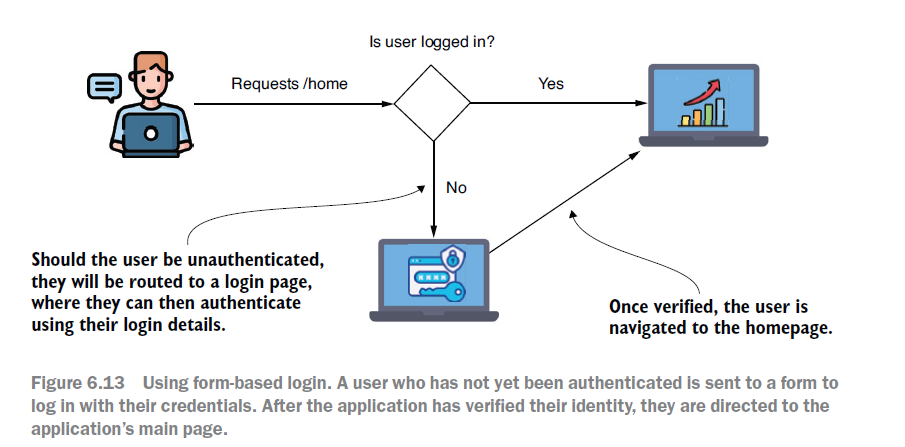 Is user logged in?
Requests /home
Yes
No
Should the user be unauthenticated,
they will be routed to a login page,
where they can then authenticate
using their login details.
Once verified, the user is
navigated to the homepage.
Figure 6.13 Using form-based login. A user who has not yet been authenticated is sent to a form to
log in with their credentials. After the application has verified their identity, they are directed to the
application's main page.